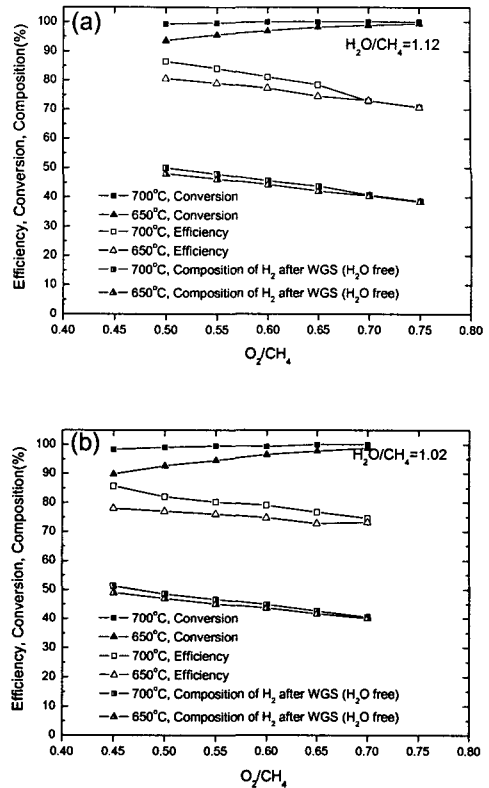 (a)
H₂O/CH₄=1.12
Efficiency, Conversion, Composition(%)
100
90
80
70
60
50
40
30
20
10
0
700°C, Conversion
650°C, Conversion
700°C, Efficiency
650°C, Efficiency
700°C, Composition of H₂ after WGS (H₂O free)
650°C, Composition of H₂ after WGS (H₂O free)
0.40 0.45 0.50 0.55 0.60 0.65 0.70 0.75 0.80
O₂/CH₄
(b)
H₂O/CH₄=1.02
Efficiency, Conversion, Composition(%)
100
90
80
70
60
50
40
30
20
10
0
700°C, Conversion
650°C, Conversion
700°C, Efficiency
650°C, Efficiency
700°C, Composition of H₂ after WGS (H₂O free)
650°C, Composition of H₂ after WGS (H₂O free)
0.40 0.45 0.50 0.55 0.60 0.65 0.70 0.75 0.80
O₂/CH₄